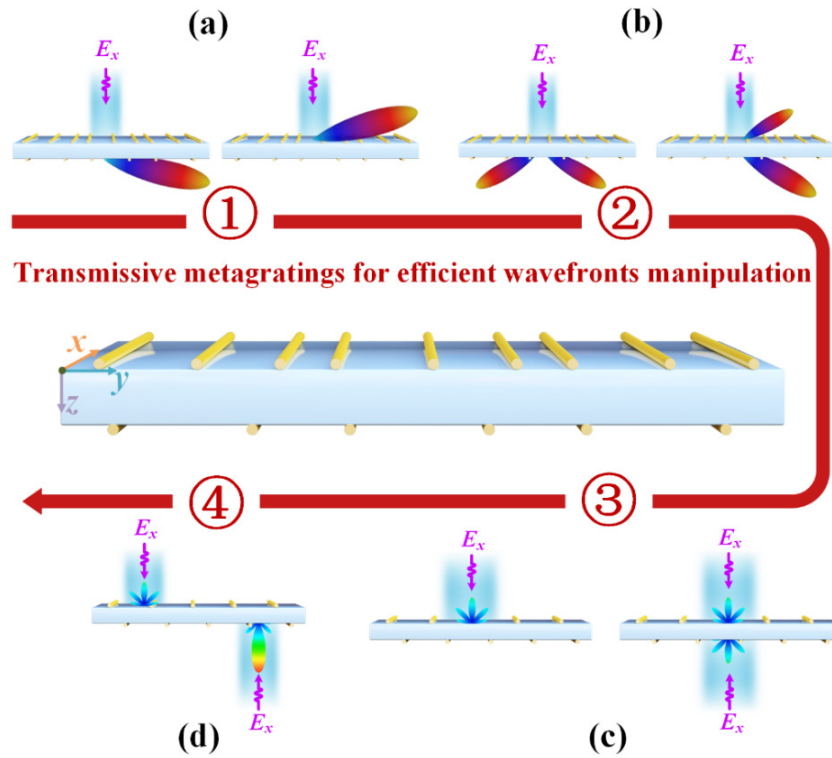 (a)
(b)
Eₓ
Eₓ
Eₓ
Eₓ
①
②
Transmissive metagratings for efficient wavefronts manipulation
x
y
z
④
③
Eₓ
Eₓ
Eₓ
Eₓ
Eₓ
(d)
(c)